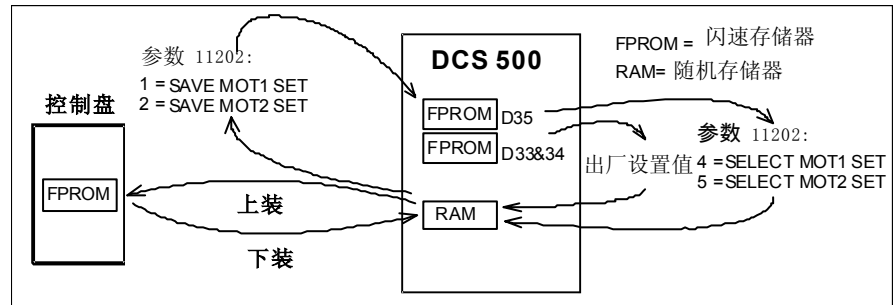 参数 11202:
1 = SAVE MOT1 SET
2 = SAVE MOT2 SET
控制盘
FPROM
上装
下装
DCS 500
FPROM D35
FPROM D33&34
RAM
FPROM = 闪速存储器
RAM= 随机存储器
出厂设置值
参数 11202:
4 =SELECT MOT1 SET
5 =SELECT MOT2 SET